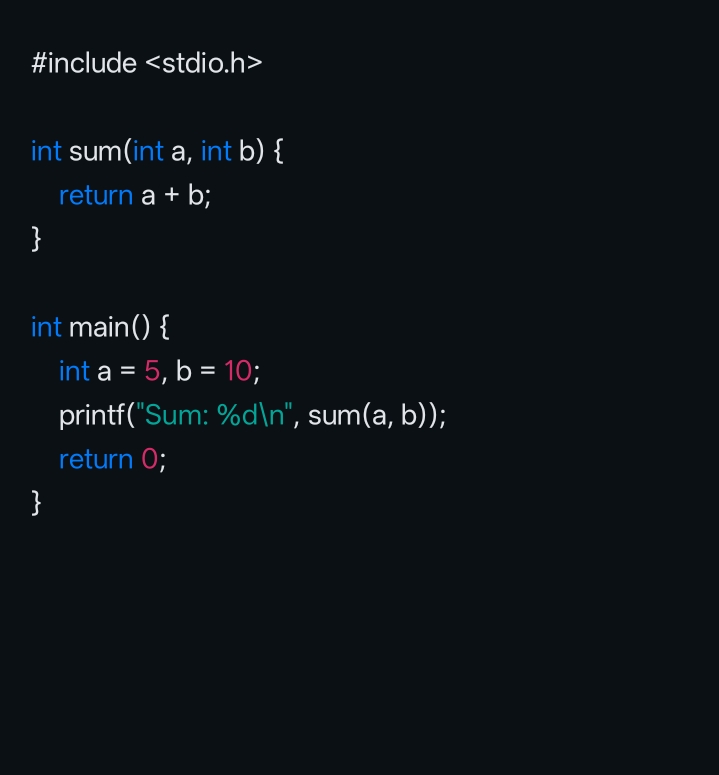 #include <stdio.h>
int sum(int a, int b) {
return a + b;
}
int main() {
int a = 5, b = 10;
printf("Sum: %d\n", sum(a, b));
return 0;
}